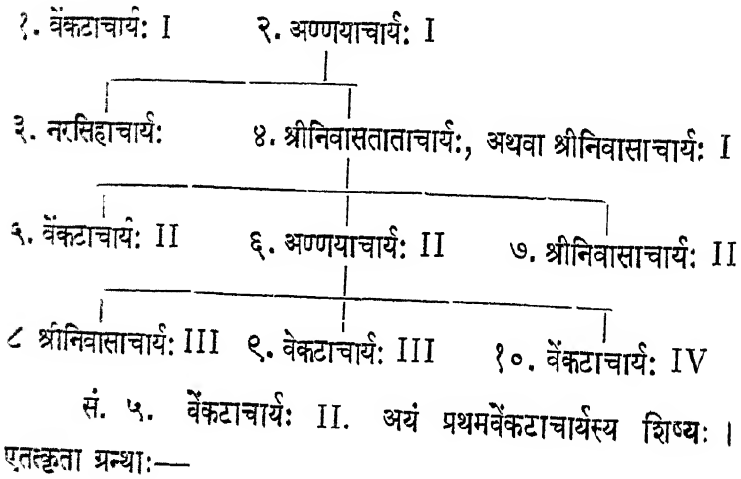 १. वेंकटाचार्यः I २. अण्णयाचार्यः I
३. नरसिहाचार्यः ४. श्रीनिवासताताचार्यः, अथवा श्रीनिवासाचार्यः I
५. वेंकटाचार्यः II ६. अण्णयाचार्यः II ७. श्रीनिवासाचार्यः II
८ श्रीनिवासाचार्यः III ९. वेकटाचार्यः III १०. वेंकटाचार्यः IV
सं. ५. वेंकटाचार्यः II. अयं प्रथमवेंकटाचार्यस्य शिष्यः ।
एतत्कृता ग्रन्थाः—